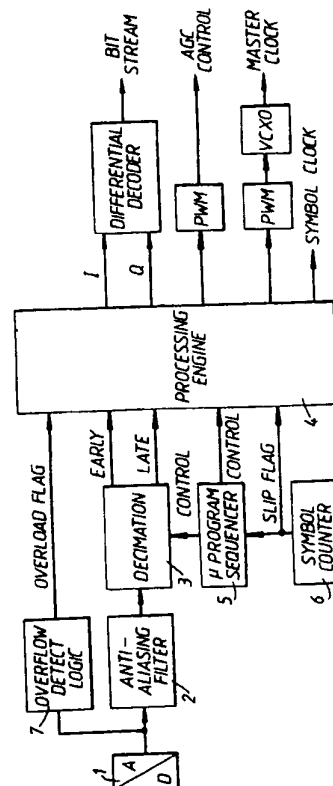 1
A
D
7
OVERFLOW
DETECT
LOGIC
OVERLOAD FLAG
ANTI-
ALIASING
FILTER
2
DECIMATION
3
EARLY
LATE
CONTROL
μ PROGRAM
SEQUENCER
5
CONTROL
SLIP FLAG
SYMBOL
COUNTER
6
PROCESSING
ENGINE
4
I
Q
DIFFERENTIAL
DECODER
BIT
STREAM
PWM
AGC
CONTROL
PWM
VCXO
MASTER
CLOCK
SYMBOL CLOCK